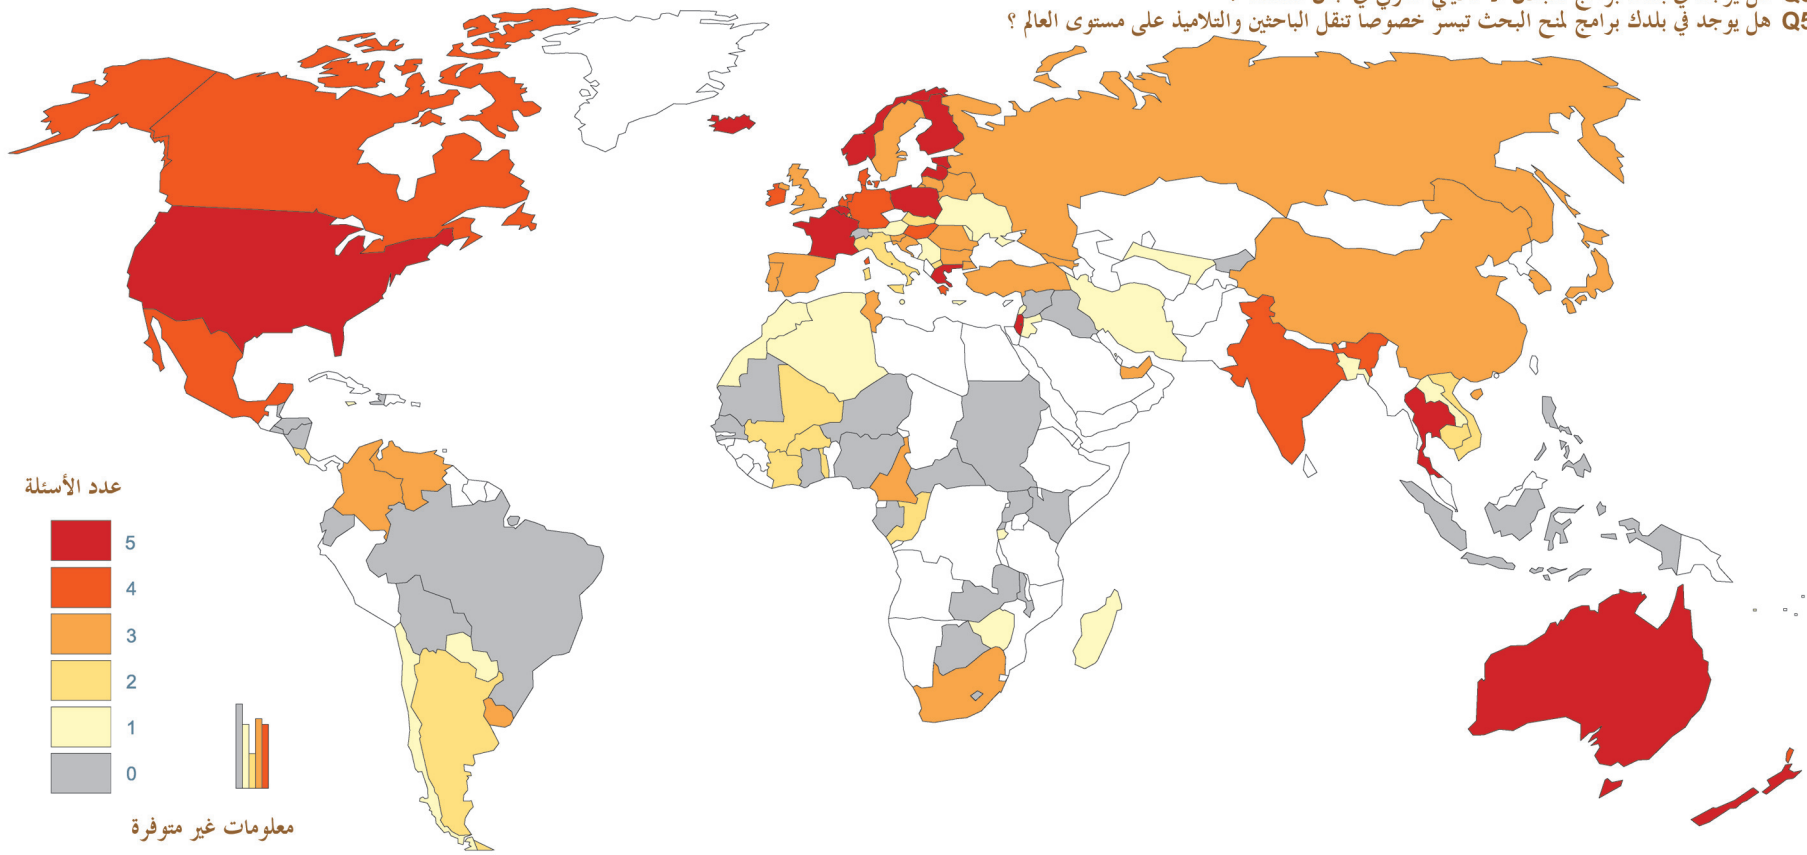 Q5 هل يوجد في بلدك برامج لمنح البحث تيسر خصوصا تنقل الباحثين والتلاميذ على مستوى العالم ؟
عدد الأسئلة
5
4
3
2
1
0
معلومات غير متوفرة